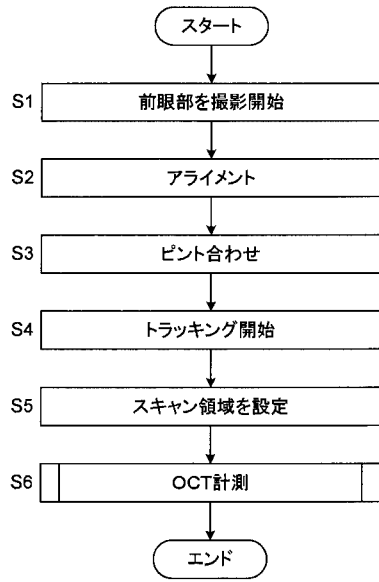 スタート
S1 前眼部を撮影開始
S2 アライメント
S3 ピント合わせ
S4 トラッキング開始
S5 スキャン領域を設定
S6 OCT計測
エンド